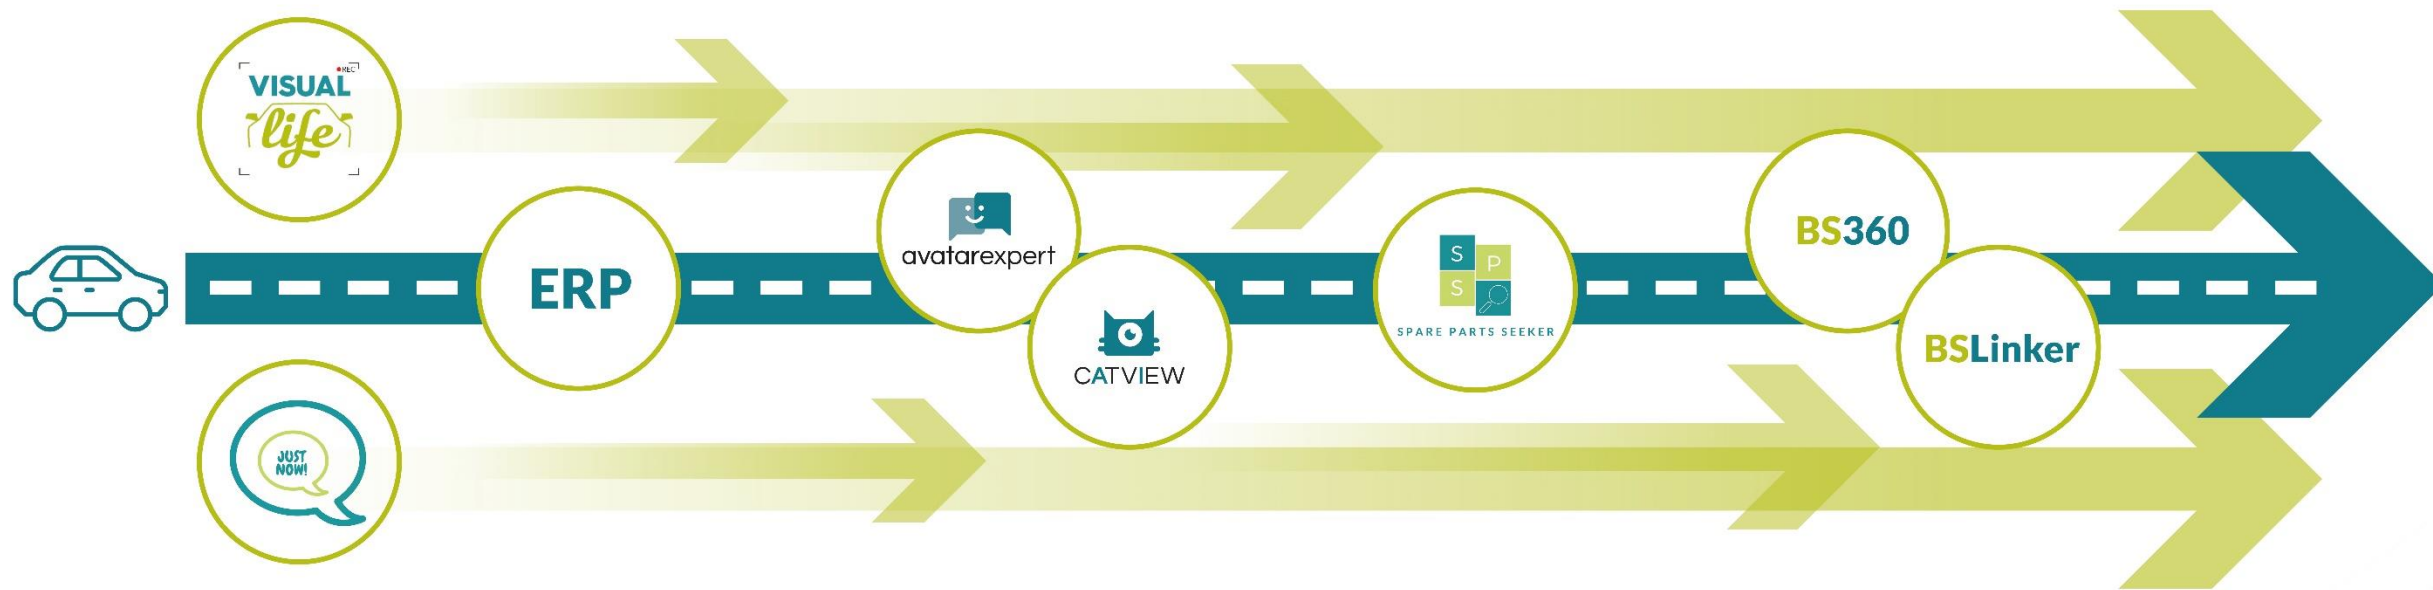 REC
VISUAL
life
JUST
NOW!
ERP
avatarexpert
CATVIEW
S
P
S
SPARE PARTS SEEKER
BS360
BSLinker